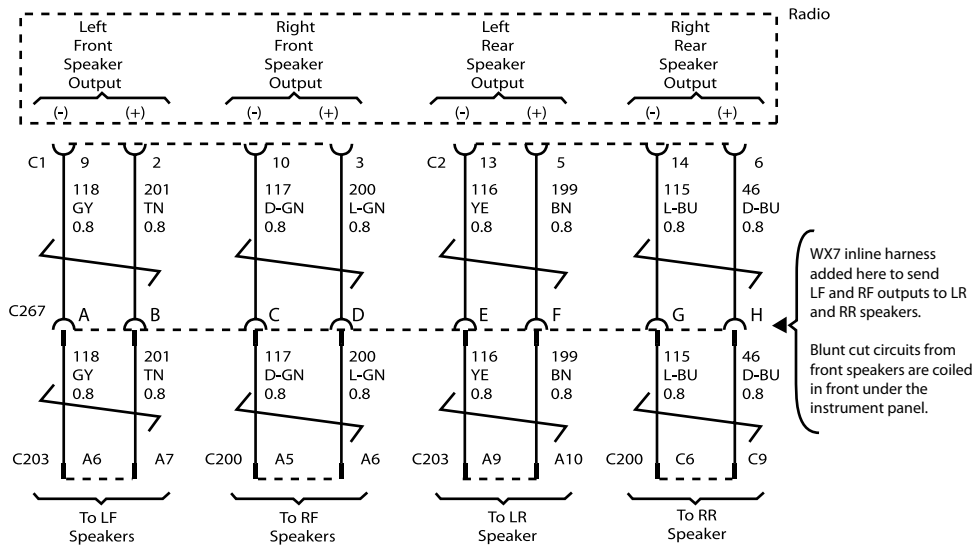 Radio
Left Front Speaker Output
Right Front Speaker Output
Left Rear Speaker Output
Right Rear Speaker Output
(-) (+) (-) (+) (-) (+) (-) (+)
C1 9 2 10 3 C2 13 5 14 6
118 201 117 200 116 199 115 46
GY TN D-GN L-GN YE BN L-BU D-BU
0.8 0.8 0.8 0.8 0.8 0.8 0.8 0.8
C267 A B C D E F G H
118 201 117 200 116 199 115 46
GY TN D-GN L-GN YE BN L-BU D-BU
0.8 0.8 0.8 0.8 0.8 0.8 0.8 0.8
C203 A6 A7 C200 A5 A6 C203 A9 A10 C200 C6 C9
To LF Speakers
To RF Speakers
To LR Speaker
To RR Speaker
WX7 inline harness
added here to send
LF and RF outputs to LR
and RR speakers.
Blunt cut circuits from
front speakers are coiled
in front under the
instrument panel.